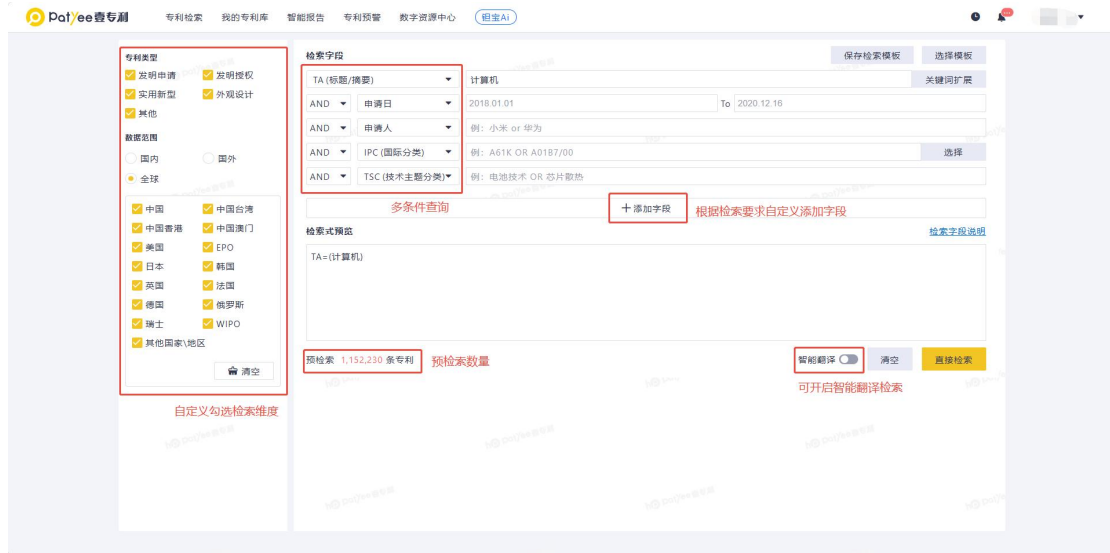 Patyee壹专利 专利检索 我的专利库 智能报告 专利预警 数字资源中心 钽宝Ai
专利类型
发明申请 发明授权
实用新型 外观设计
其他
数据范围
国内 国外
全球
中国 中国台湾
中国香港 中国澳门
美国 EPO
日本 韩国
英国 法国
德国 俄罗斯
瑞士 WIPO
其他国家\地区
清空
自定义勾选检索维度
检索字段 保存检索模板 选择模板
TA (标题/摘要) 计算机 关键词扩展
AND 申请日 2018.01.01 To 2020.12.16
AND 申请人 例：小米 or 华为
AND IPC (国际分类) 例：A61K OR A01B7/00 选择
AND TSC (技术主题分类) 例：电池技术 OR 芯片散热
多条件查询 +添加字段 根据检索要求自定义添加字段
检索式预览 检索字段说明
TA=(计算机)
预检索 1,152,230 条专利 预检索数量 智能翻译 清空 直接检索
可开启智能翻译检索